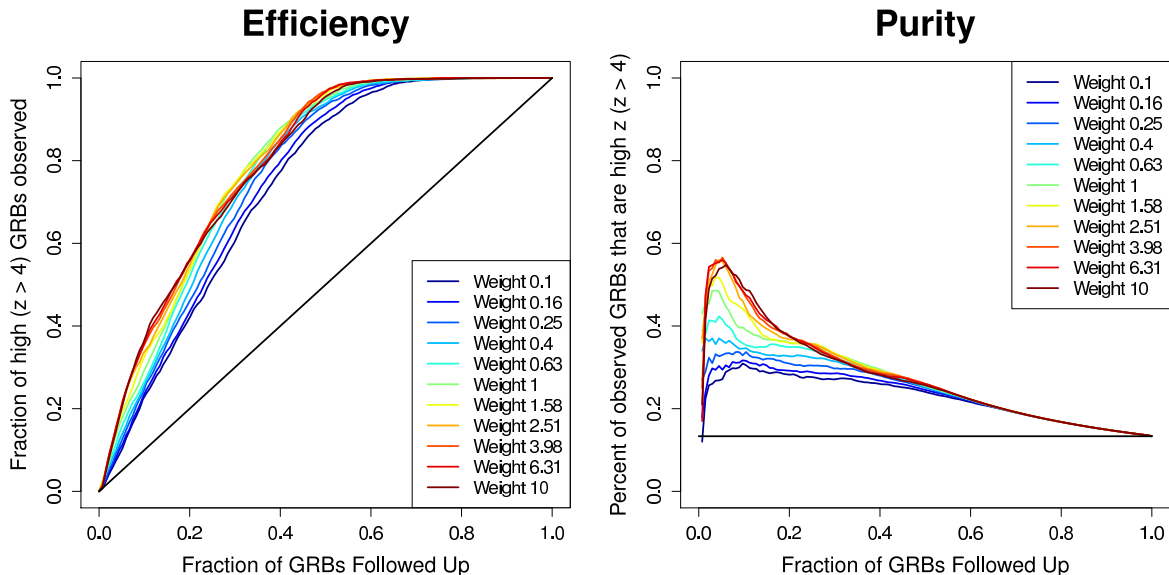 Efficiency
Fraction of high (z > 4) GRBs observed
1.0
0.8
0.6
0.4
0.2
0.0
0.0 0.2 0.4 0.6 0.8 1.0
Fraction of GRBs Followed Up
Weight 0.1
Weight 0.16
Weight 0.25
Weight 0.4
Weight 0.63
Weight 1
Weight 1.58
Weight 2.51
Weight 3.98
Weight 6.31
Weight 10
Purity
Percent of observed GRBs that are high z (z > 4)
1.0
0.8
0.6
0.4
0.2
0.0
0.0 0.2 0.4 0.6 0.8 1.0
Fraction of GRBs Followed Up
Weight 0.1
Weight 0.16
Weight 0.25
Weight 0.4
Weight 0.63
Weight 1
Weight 1.58
Weight 2.51
Weight 3.98
Weight 6.31
Weight 10